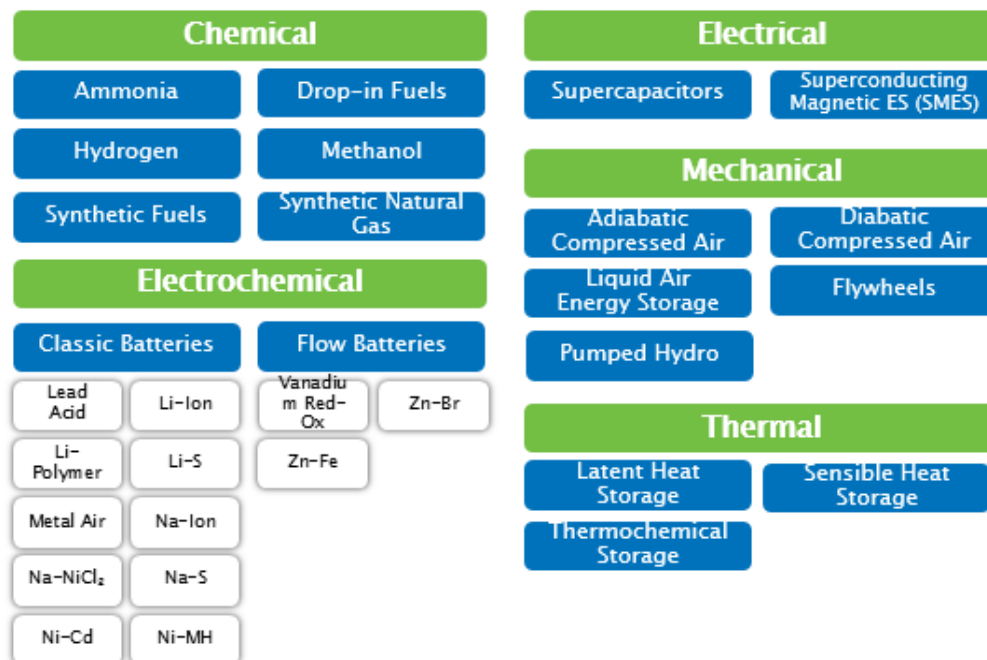 Chemical
Ammonia
Drop-in Fuels
Hydrogen
Methanol
Synthetic Fuels
Synthetic Natural
Gas
Electrochemical
Classic Batteries
Flow Batteries
Lead
Acid
Li-Ion
Vanadiu
m Red-
Ox
Zn-Br
Li-
Polymer
Li-S
Zn-Fe
Metal Air
Na-Ion
Na-NiCl₂
Na-S
Ni-Cd
Ni-MH
Electrical
Supercapacitors
Superconducting
Magnetic ES (SMES)
Mechanical
Adiabatic
Compressed Air
Diabatic
Compressed Air
Liquid Air
Energy Storage
Flywheels
Pumped Hydro
Thermal
Latent Heat
Storage
Sensible Heat
Storage
Thermochemical
Storage